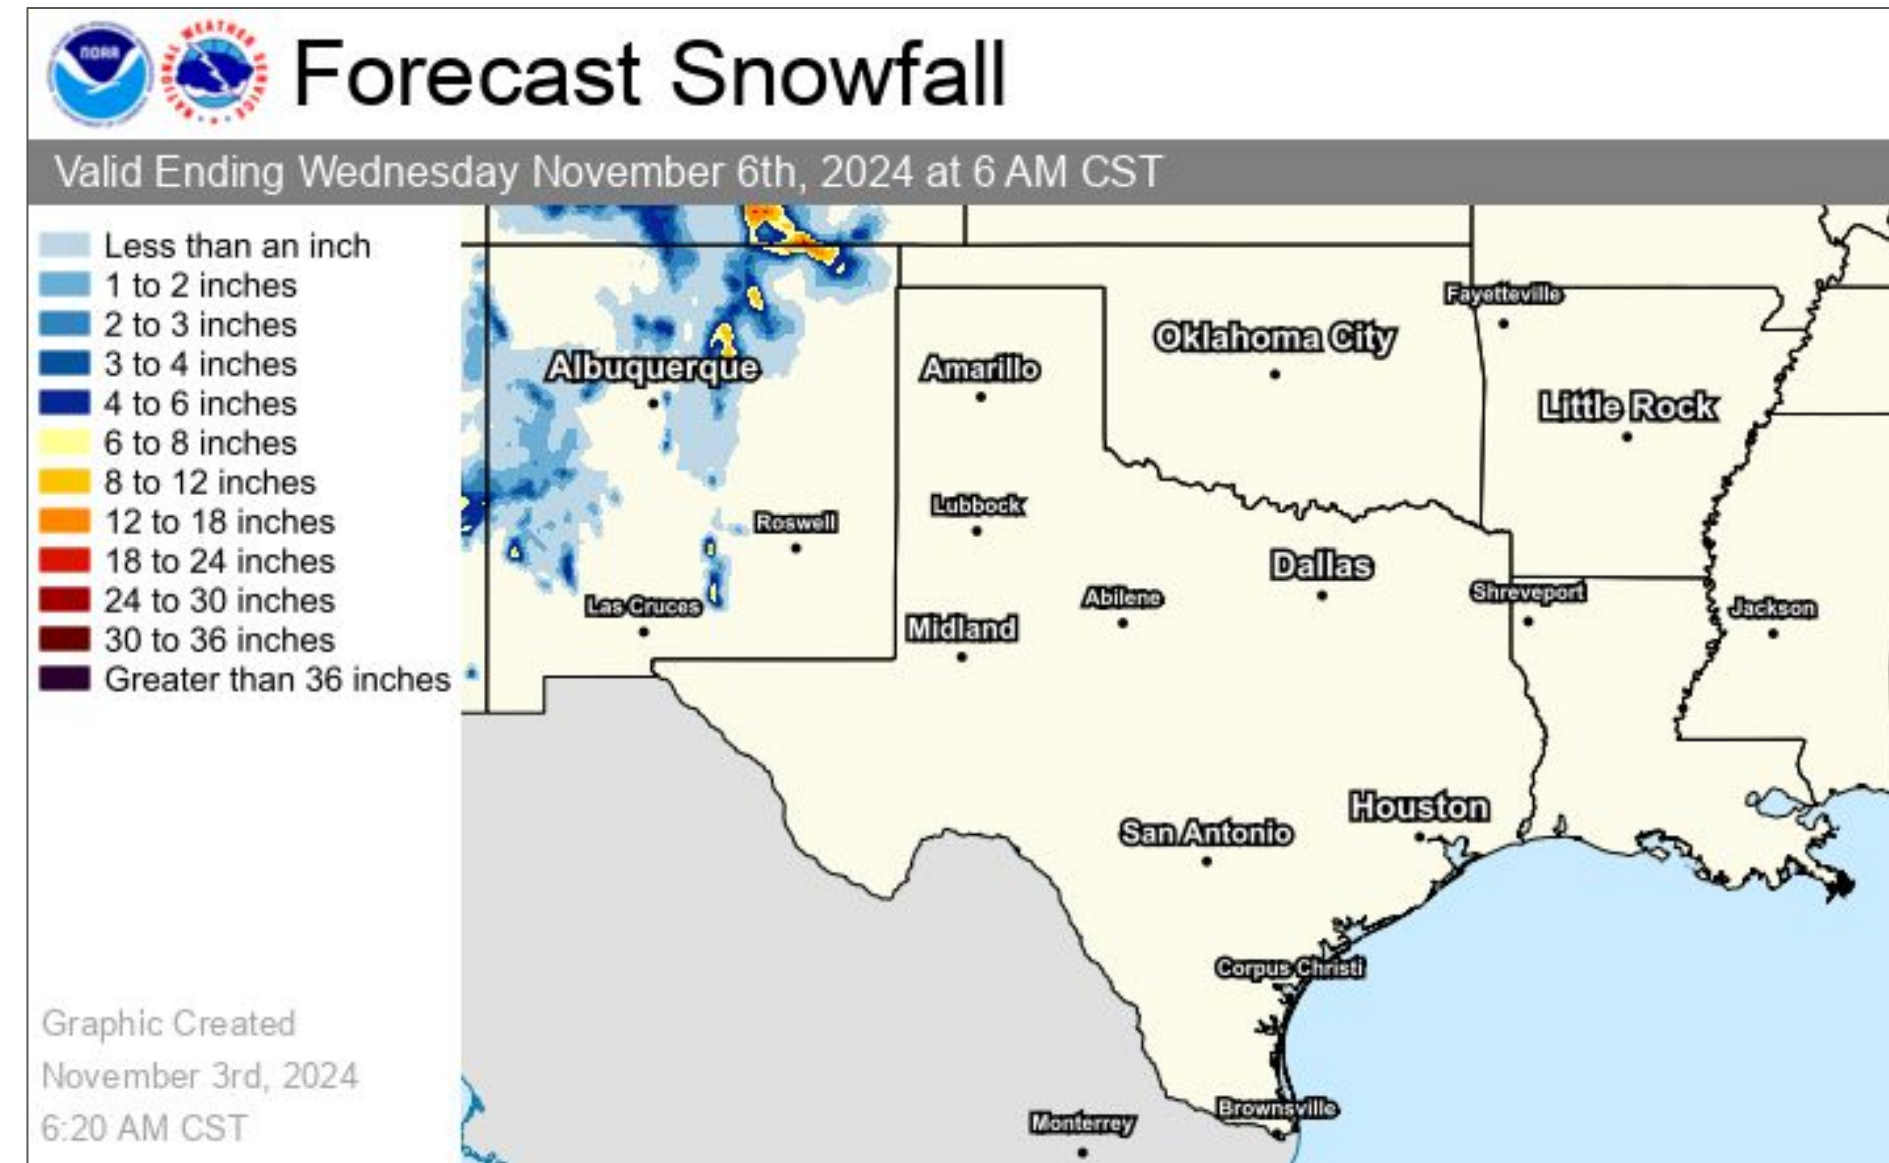 noaa
NATIONAL WEATHER SERVICE
Forecast Snowfall
Valid Ending Wednesday November 6th, 2024 at 6 AM CST
Less than an inch
1 to 2 inches
2 to 3 inches
3 to 4 inches
4 to 6 inches
6 to 8 inches
8 to 12 inches
12 to 18 inches
18 to 24 inches
24 to 30 inches
30 to 36 inches
Greater than 36 inches
Graphic Created
November 3rd, 2024
6:20 AM CST
Fayetteville
Oklahoma City
Albuquerque
Amarillo
Little Rock
Lubbock
Roswell
Dallas
Shreveport
Abilene
Las Cruces
Jackson
Midland
Houston
San Antonio
Corpus Christi
Brownsville
Monterrey